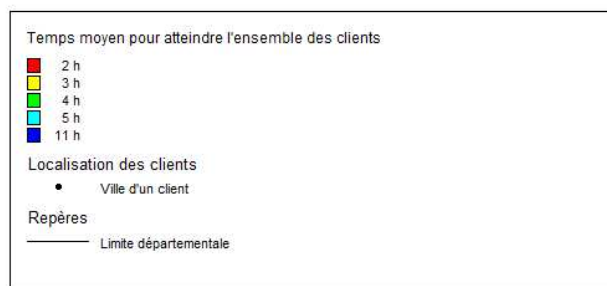 Temps moyen pour atteindre l'ensemble des clients
2 h
3 h
4 h
5 h
11 h
Localisation des clients
Ville d'un client
Repères
Limite départementale